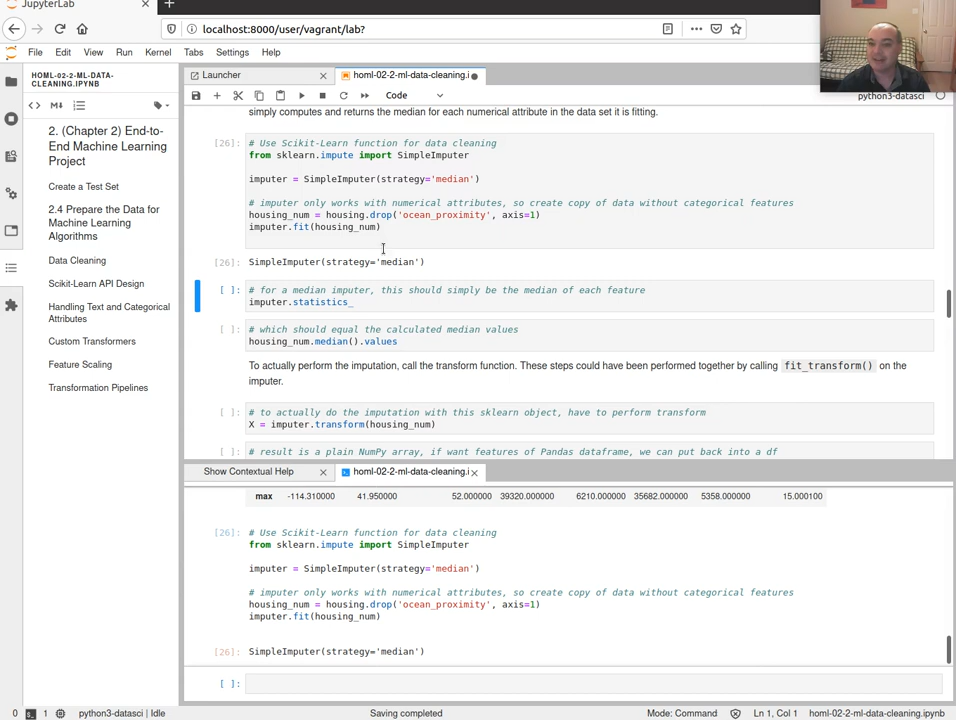 JupyterLab
localhost:8000/user/vagrant/lab?
File Edit View Run Kernel Tabs Settings Help
HOML-02-2-ML-DATA-
CLEANING.IPYNB
2. (Chapter 2) End-to-
End Machine Learning
Project
Create a Test Set
2.4 Prepare the Data for
Machine Learning
Algorithms
Data Cleaning
Scikit-Learn API Design
Handling Text and Categorical
Attributes
Custom Transformers
Feature Scaling
Transformation Pipelines
Launcher
homl-02-2-ml-data-cleaning.i
Code
python3-datasci
simply computes and returns the median for each numerical attribute in the data set it is fitting.
[26]: # Use Scikit-Learn function for data cleaning
from sklearn.impute import SimpleImputer
imputer = SimpleImputer(strategy='median')
# imputer only works with numerical attributes, so create copy of data without categorical features
housing_num = housing.drop('ocean_proximity', axis=1)
imputer.fit(housing_num)
[26]: SimpleImputer(strategy='median')
[ ]: # for a median imputer, this should simply be the median of each feature
imputer.statistics_
[ ]: # which should equal the calculated median values
housing_num.median().values
To actually perform the imputation, call the transform function. These steps could have been performed together by calling fit_transform() on the
imputer.
[ ]: # to actually do the imputation with this sklearn object, have to perform transform
X = imputer.transform(housing_num)
[ ]: # result is a plain NumPy array, if want features of Pandas dataframe, we can put back into a df
Show Contextual Help
homl-02-2-ml-data-cleaning.i
max -114.310000 41.950000 52.000000 39320.000000 6210.000000 35682.000000 5358.000000 15.000100
[26]: # Use Scikit-Learn function for data cleaning
from sklearn.impute import SimpleImputer
imputer = SimpleImputer(strategy='median')
# imputer only works with numerical attributes, so create copy of data without categorical features
housing_num = housing.drop('ocean_proximity', axis=1)
imputer.fit(housing_num)
[26]: SimpleImputer(strategy='median')
[ ]:
0 1 python3-datasci | Idle Saving completed Mode: Command Ln 1, Col 1 homl-02-2-ml-data-cleaning.ipynb